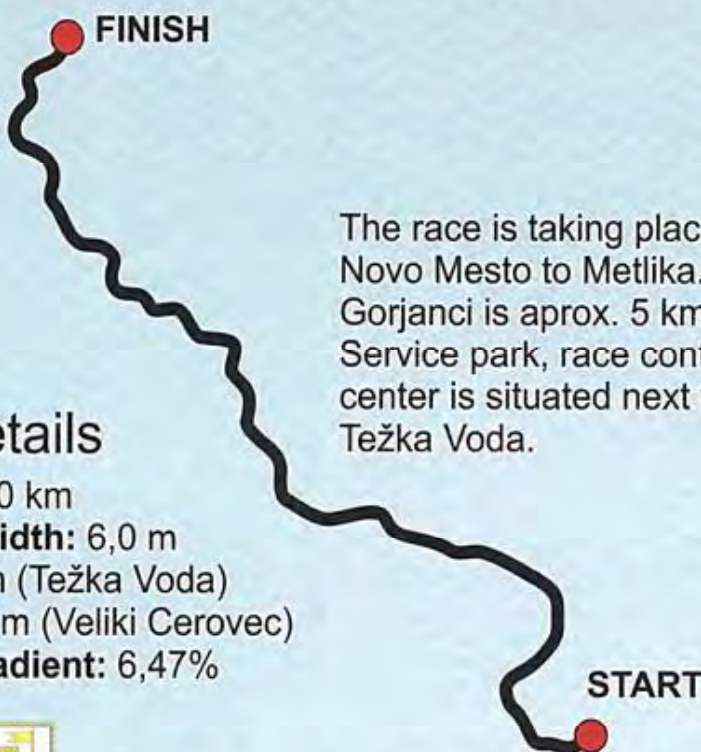 FINISH
The race is taking plac
Novo Mesto to Metlika.
Gorjanci is aprox. 5 km
Service park, race cont
center is situated next
Težka Voda.
etails
0 km
idth: 6,0 m
n (Težka Voda)
m (Veliki Cerovec)
adient: 6,47%
START